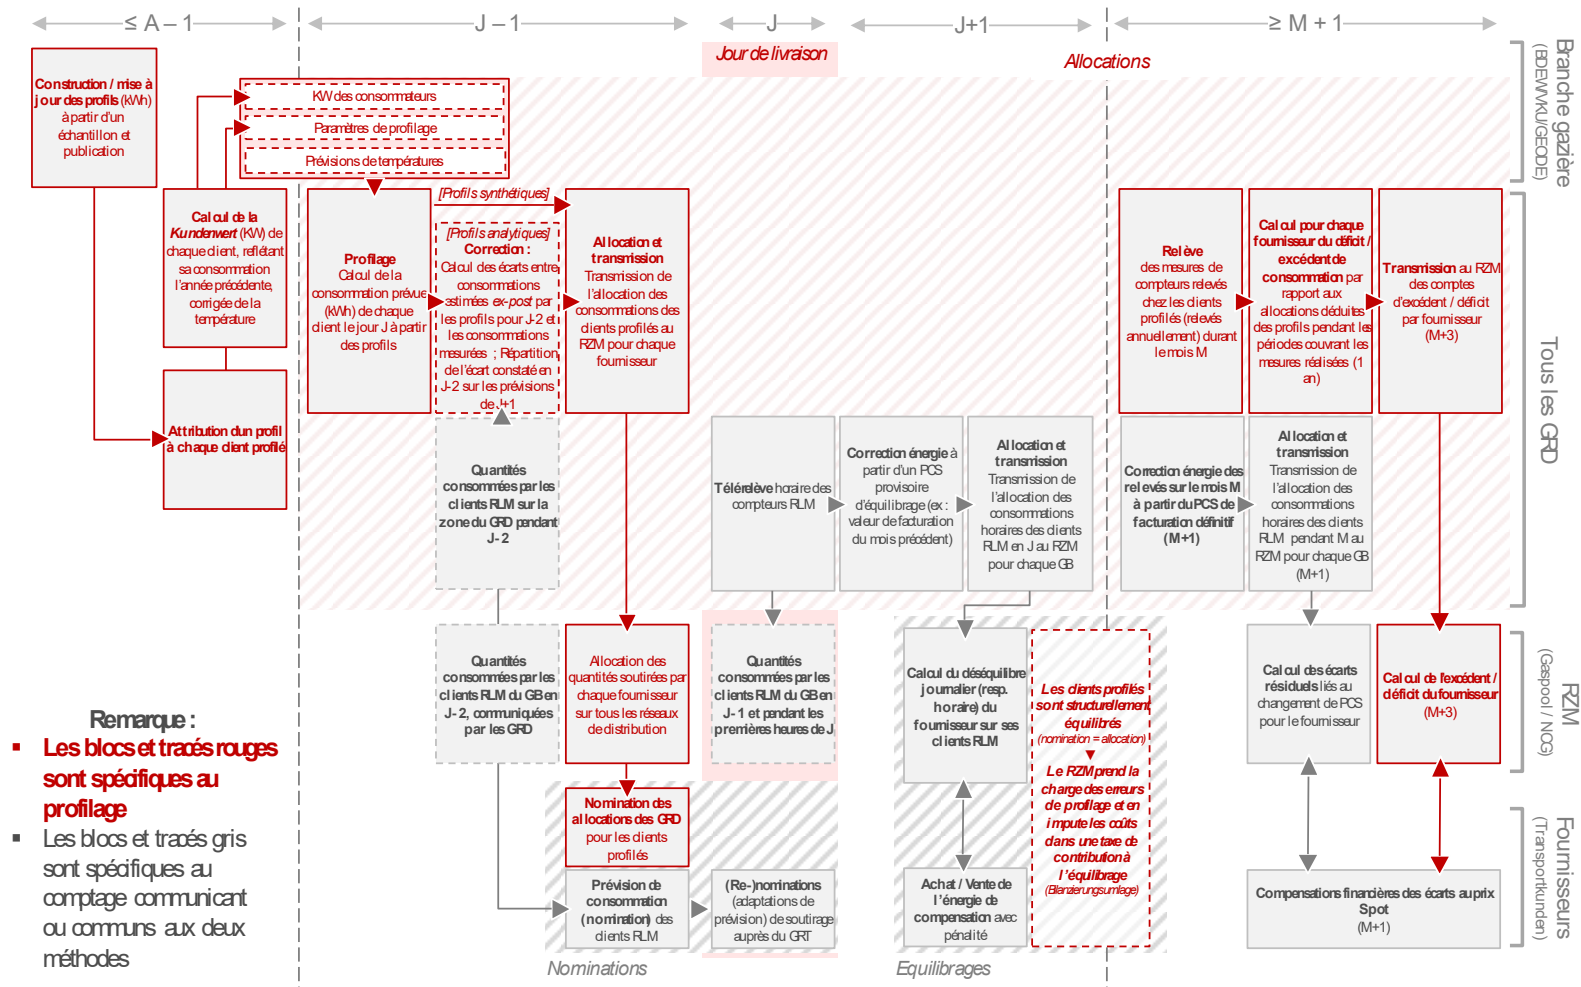 ≤ A – 1
J – 1
J
J+1
≥ M + 1
Jour de livraison
Allocations
Branche gazière
(BDEW/VKU/GEODE)
Construction / mise à
jour des profils (kWh)
à partir d'un
échantillon et
publication
KW des consommateurs
Paramètres de profilage
Prévisions de températures
Calcul de la
Kundenwert (KW) de
chaque client, reflétant
sa consommation
l'année précédente,
corrigée de la
température
Attribution d'un profil
à chaque client profilé
Profilage
Calcul de la
consommation prévue
(kWh) de chaque
client le jour J à partir
des profils
[Profils synthétiques]
[Profils analytiques]
Correction :
Calcul des écarts entre
consommations
estimées ex-post par
les profils pour J-2 et
les consommations
mesurées ; Répartition
de l'écart constaté en
J-2 sur les prévisions
de J+1
Allocation et
transmission
Transmission de
l'allocation des
consommations des
clients profilés au
RZM pour chaque
fournisseur
Relève
des mesures de
compteurs relevés
chez les clients
profilés (relevés
annuellement) durant
le mois M
Calcul pour chaque
fournisseur du déficit /
excédent de
consommation par
rapport aux
allocations déduites
des profils pendant les
périodes couvrant les
mesures réalisées (1
an)
Transmission au RZM
des comptes
d'excédent / déficit
par fournisseur
(M+3)
Tous les GRD
Quantités
consommées par les
clients RLM sur la
zone du GRD pendant
J- 2
Télérelève horaire des
compteurs RLM
Correction énergie à
partir d'un PCS
provisoire
d'équilibrage (ex :
valeur de facturation
du mois précédent)
Allocation et
transmission
Transmission de
l'allocation des
consommations
horaires des clients
RLM en J au RZM
pour chaque GB
Correction énergie des
relevés sur le mois M
à partir du PCS de
facturation définitif
(M+1)
Allocation et
transmission
Transmission de
l'allocation des
consommations
horaires des clients
RLM pendant M au
RZM pour chaque GB
(M+1)
Quantités
consommées par les
clients RLM du GB en
J- 2, communiquées
par les GRD
Allocation des
quantités soutirées par
chaque fournisseur
sur tous les réseaux
de distribution
Quantités
consommées par les
clients RLM du GB en
J- 1 et pendant les
premières heures de J
Calcul du déséquilibre
journalier (resp.
horaire) du
fournisseur sur ses
clients RLM
Les clients profilés
sont structurellement
équilibrés
(nomination = allocation)
Le RZM prend la
charge des erreurs
de profilage et en
impute les coûts
dans une taxe de
contribution à
l'équilibrage
(Bilanzierungsumlage)
Calcul des écarts
résiduels liés au
changement de PCS
pour le fournisseur
Calcul de l'excédent /
déficit du fournisseur
(M+3)
RZM
(Gaspool / NCG)
Nomination des
allocations des GRD
pour les clients
profilés
Prévision de
consommation
(nomination) des
clients RLM
(Re-)nominations
(adaptations de
prévision) de soutirage
auprès du GRT
Achat / Vente de
l'énergie de
compensation avec
pénalité
Compensations financières des écarts au prix
Spot
(M+1)
Fournisseurs
(Transportkunden)
Nominations
Equilibrages
Remarque :
▪ Les blocs et tracés rouges
sont spécifiques au
profilage
▪ Les blocs et tracés gris
sont spécifiques au
comptage communicant
ou communs aux deux
méthodes